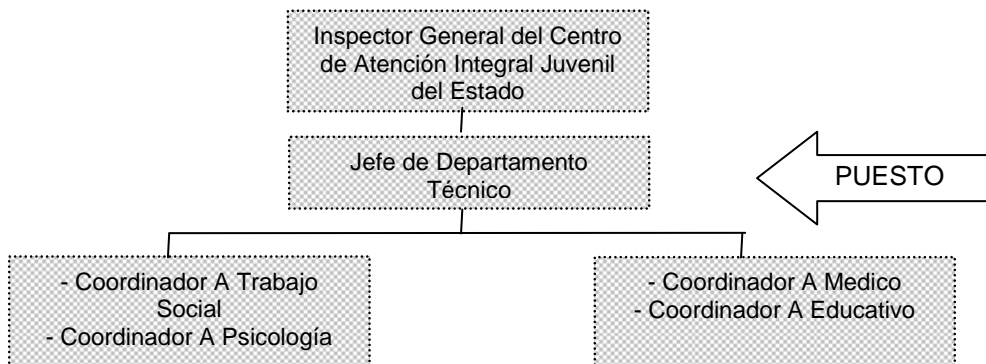 Inspector General del Centro
de Atención Integral Juvenil
del Estado
Jefe de Departamento
Técnico
PUESTO
- Coordinador A Trabajo
Social
- Coordinador A Psicología
- Coordinador A Medico
- Coordinador A Educativo